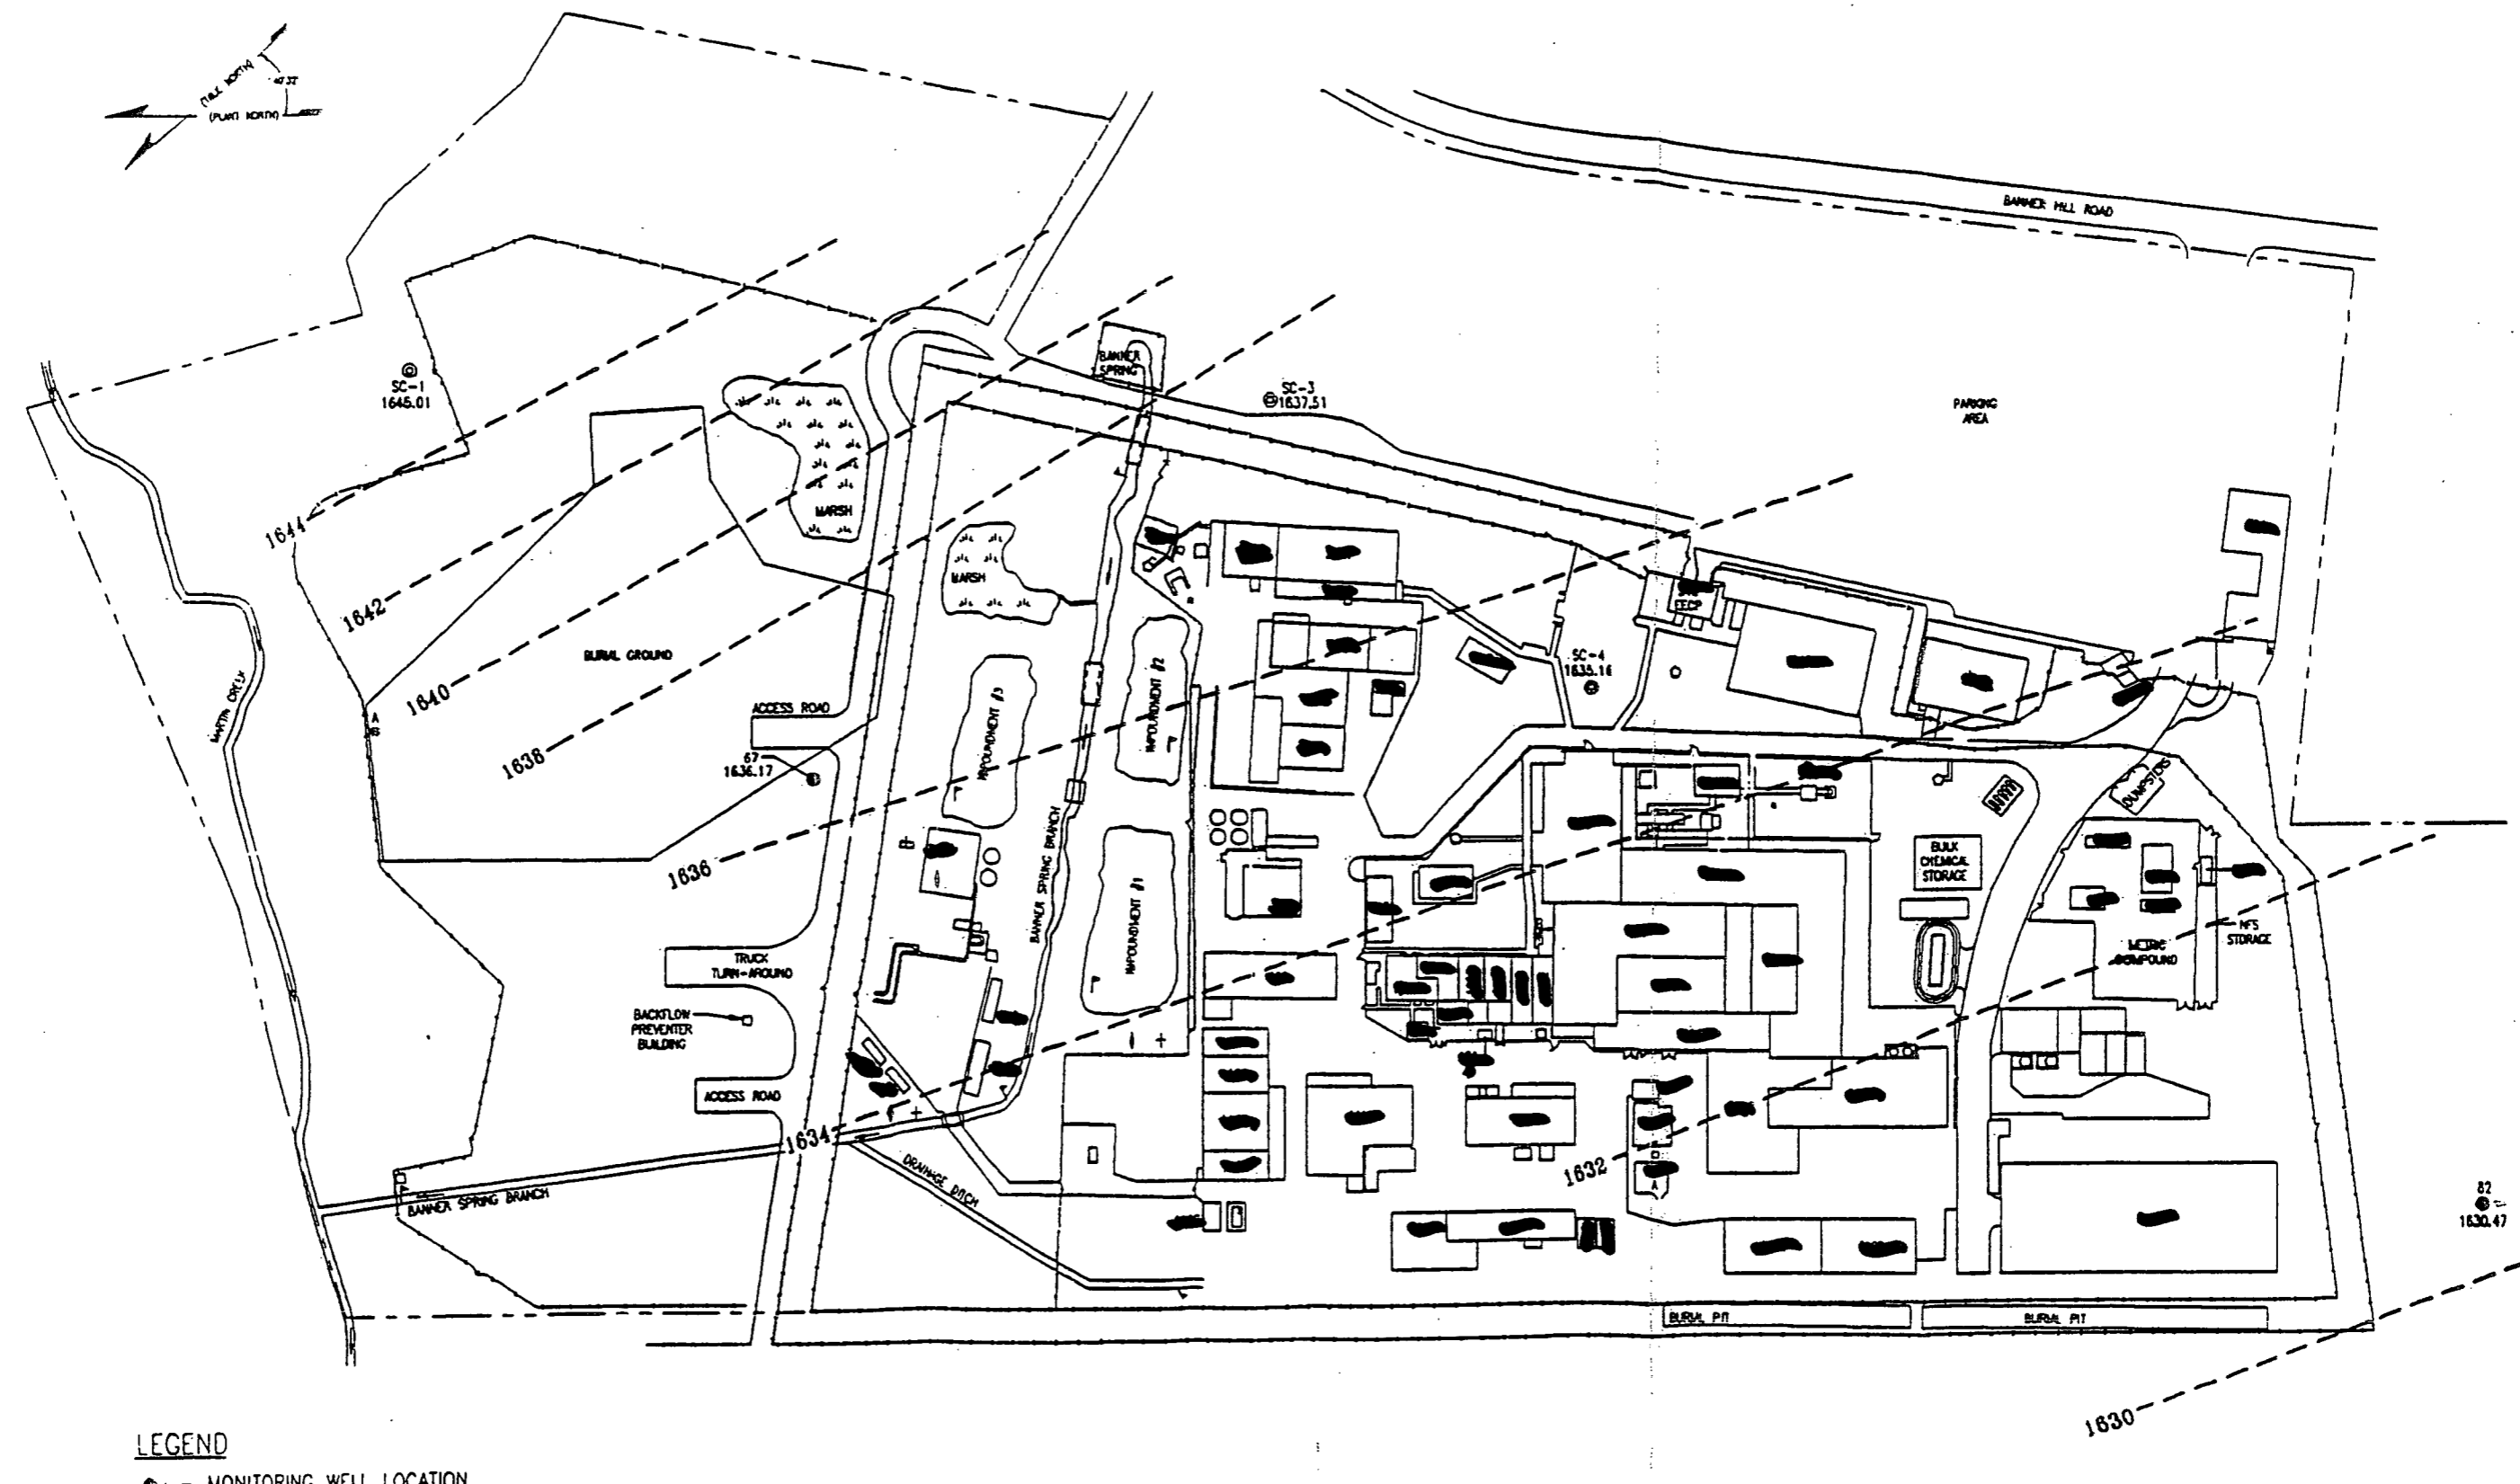 (TRUE NORTH)
(PLANT NORTH)
BANNER HILL ROAD
BANNER
SPRING
SC-1
1645.01
SC-3
1637.51
PARKING
AREA
MARSH
1644
MARSH
1642
BURIAL GROUND
SC-4
1635.16
1640
ACCESS ROAD
IMPOUNDMENT #3
IMPOUNDMENT #2
MARTIN CREEK
A
B
1638
67
1636.17
DUMPSTERS
1636
BANNER SPRING BRANCH
IMPOUNDMENT #1
BULK
CHEMICAL
STORAGE
NFS
STORAGE
COMPOUND
TRUCK
TURN-AROUND
BACKFLOW
PREVENTER
BUILDING
ACCESS ROAD
1634
DRAINAGE DITCH
1632
A
BANNER SPRING BRANCH
82
1630.47
BURIAL PIT
BURIAL PIT
1630
LEGEND
MONITORING WELL LOCATION